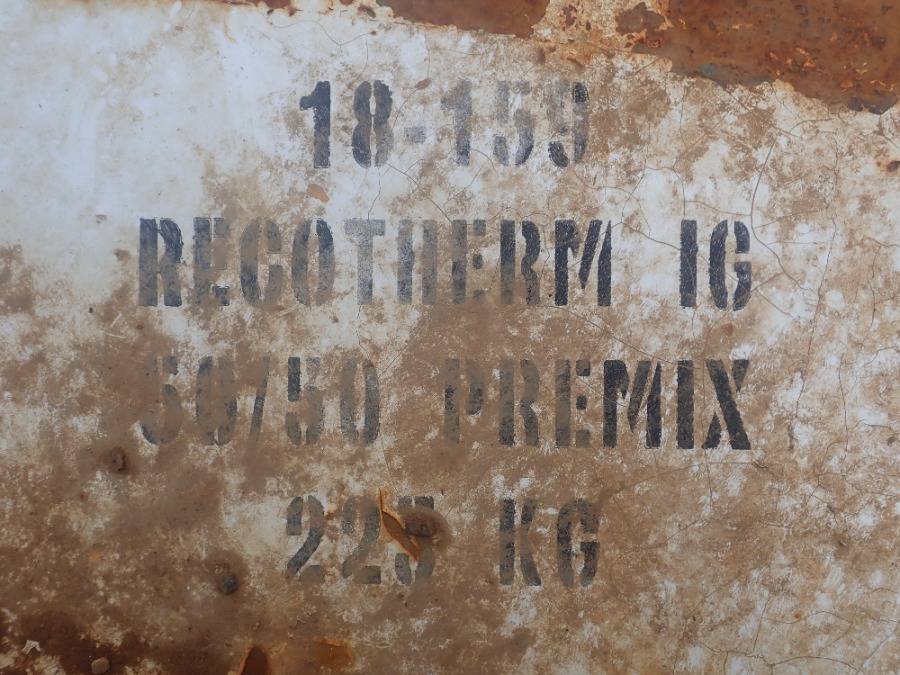 18-159
RECOTHERM IG
50/50 PREMIX
225 KG